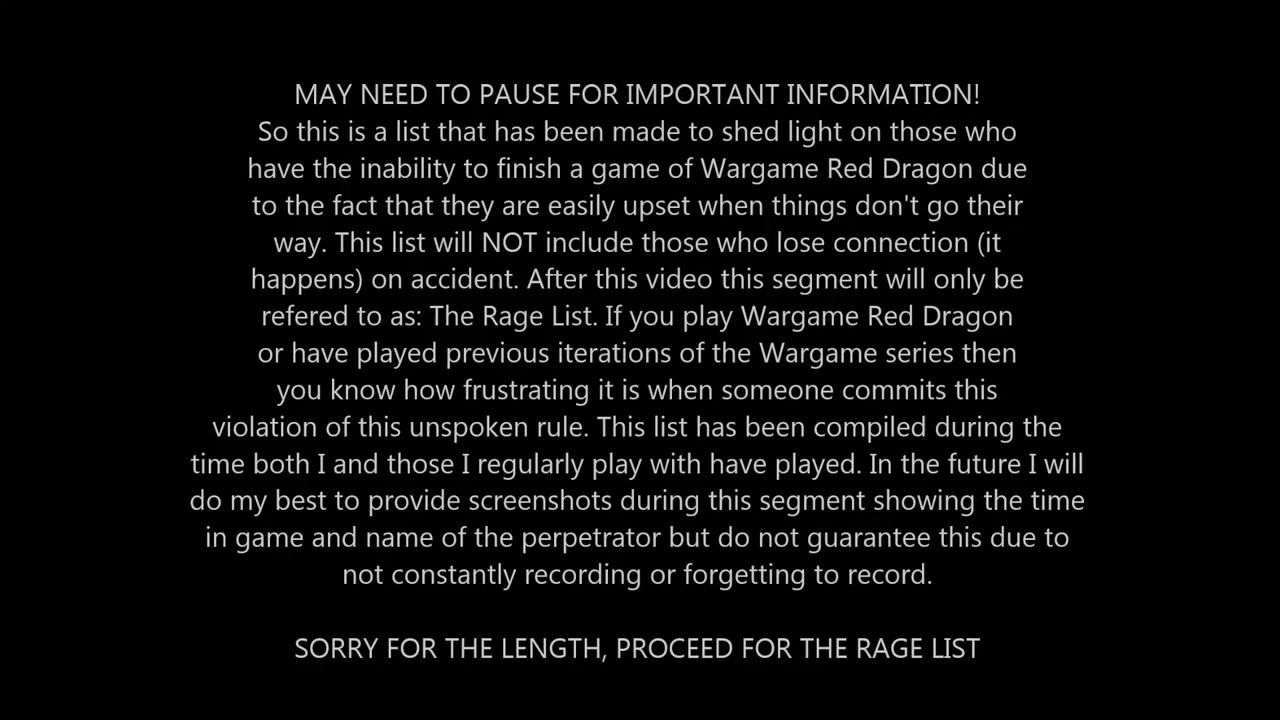 MAY NEED TO PAUSE FOR IMPORTANT INFORMATION!
So this is a list that has been made to shed light on those who
have the inability to finish a game of Wargame Red Dragon due
to the fact that they are easily upset when things don't go their
way. This list will NOT include those who lose connection (it
happens) on accident. After this video this segment will only be
refered to as: The Rage List. If you play Wargame Red Dragon
or have played previous iterations of the Wargame series then
you know how frustrating it is when someone commits this
violation of this unspoken rule. This list has been compiled during the
time both I and those I regularly play with have played. In the future I will
do my best to provide screenshots during this segment showing the time
in game and name of the perpetrator but do not guarantee this due to
not constantly recording or forgetting to record.
SORRY FOR THE LENGTH, PROCEED FOR THE RAGE LIST